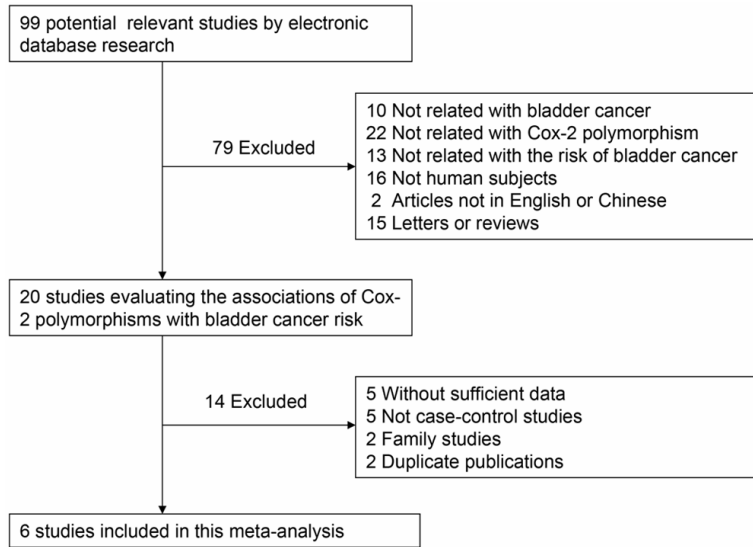 99 potential relevant studies by electronic
database research
79 Excluded
10 Not related with bladder cancer
22 Not related with Cox-2 polymorphism
13 Not related with the risk of bladder cancer
16 Not human subjects
2 Articles not in English or Chinese
15 Letters or reviews
20 studies evaluating the associations of Cox-
2 polymorphisms with bladder cancer risk
14 Excluded
5 Without sufficient data
5 Not case-control studies
2 Family studies
2 Duplicate publications
6 studies included in this meta-analysis